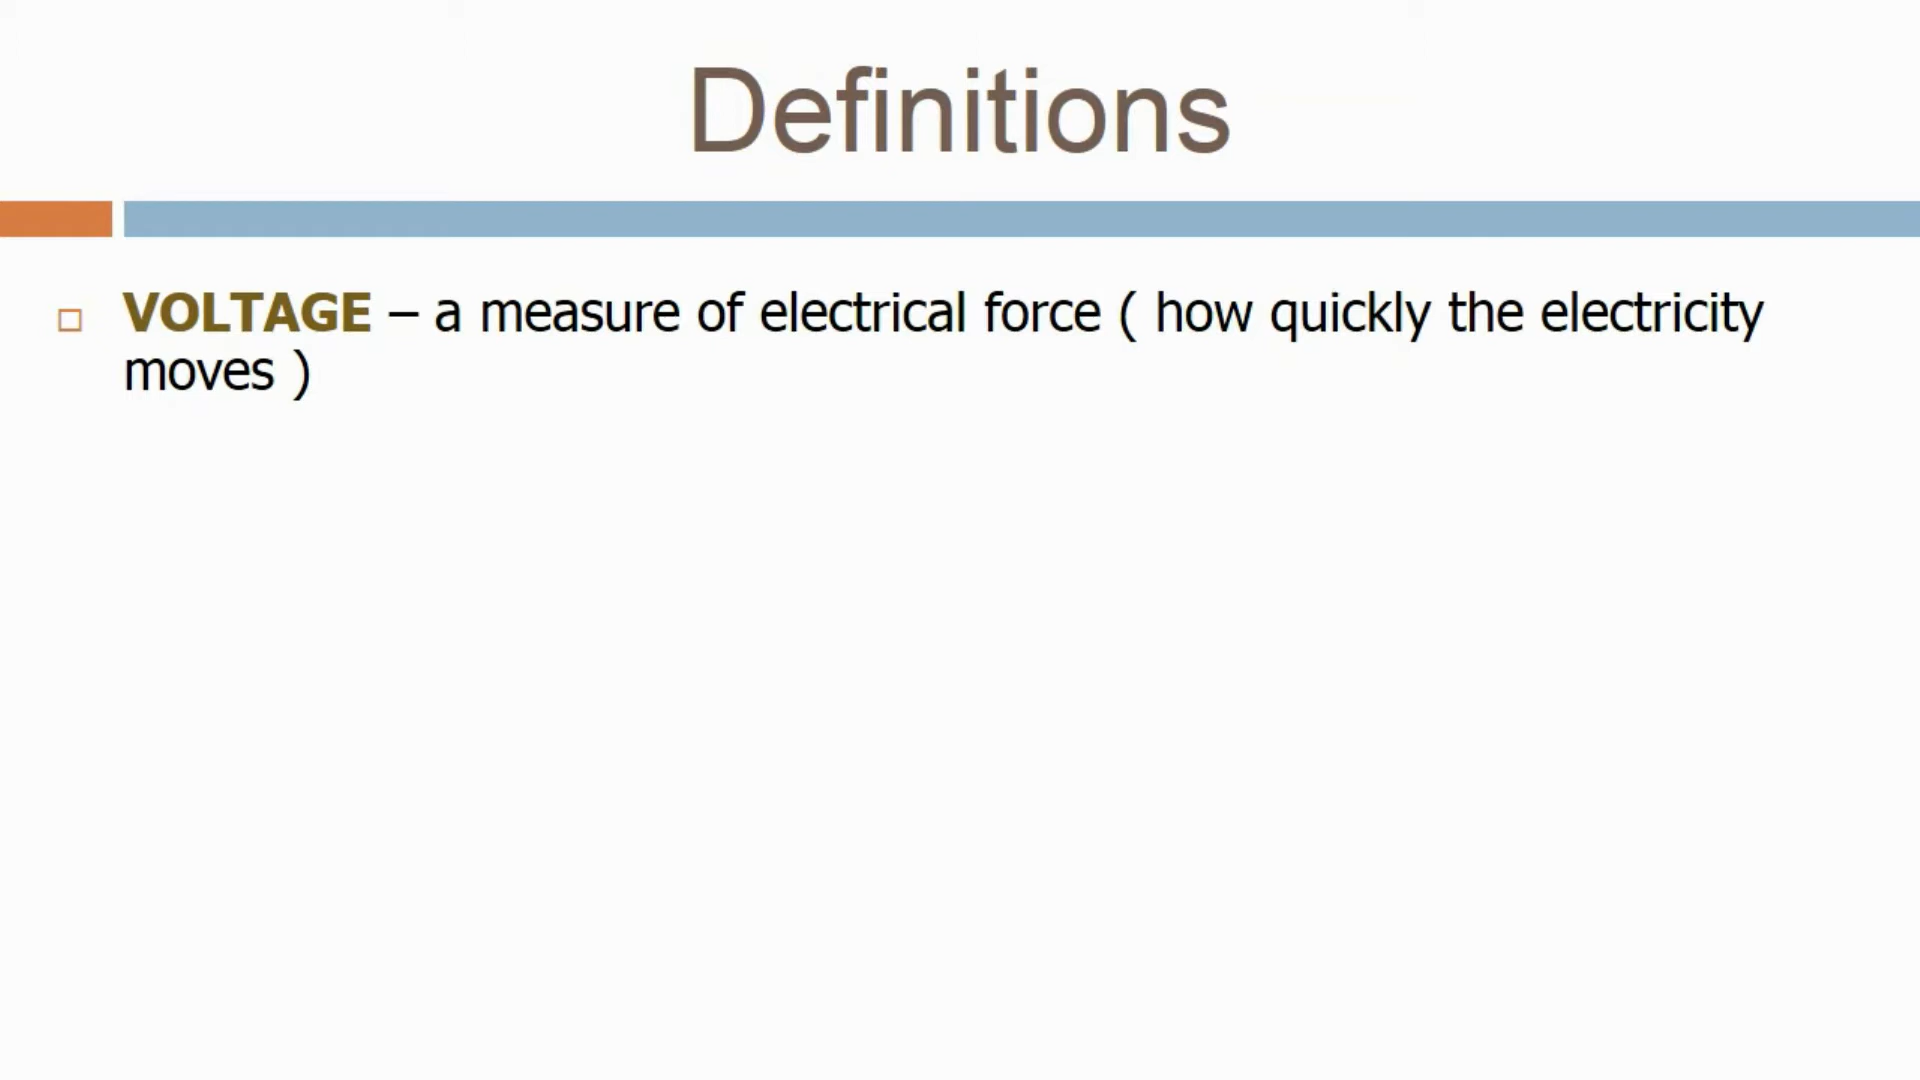 Definitions
VOLTAGE – a measure of electrical force ( how quickly the electricity
moves )